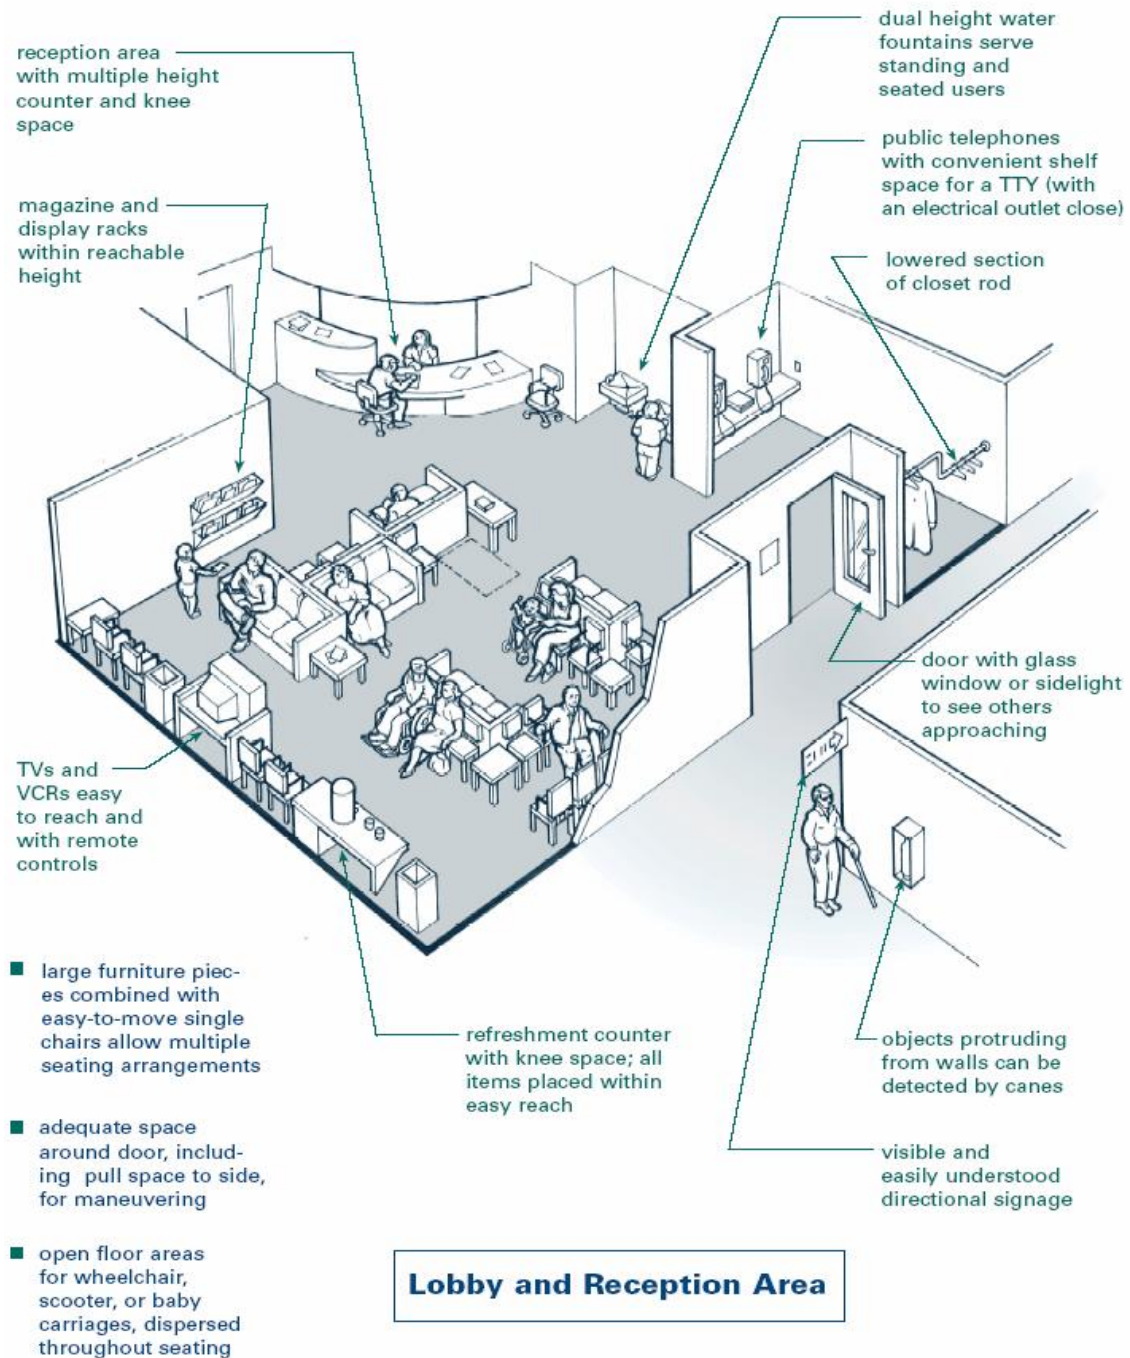 reception area
with multiple height
counter and knee
space
magazine and
display racks
within reachable
height
dual height water
fountains serve
standing and
seated users
public telephones
with convenient shelf
space for a TTY (with
an electrical outlet close)
lowered section
of closet rod
door with glass
window or sidelight
to see others
approaching
TVs and
VCRs easy
to reach and
with remote
controls
■ large furniture piec-
es combined with
easy-to-move single
chairs allow multiple
seating arrangements
■ adequate space
around door, includ-
ing pull space to side,
for maneuvering
■ open floor areas
for wheelchair,
scooter, or baby
carriages, dispersed
throughout seating
refreshment counter
with knee space; all
items placed within
easy reach
objects protruding
from walls can be
detected by canes
visible and
easily understood
directional signage
Lobby and Reception Area